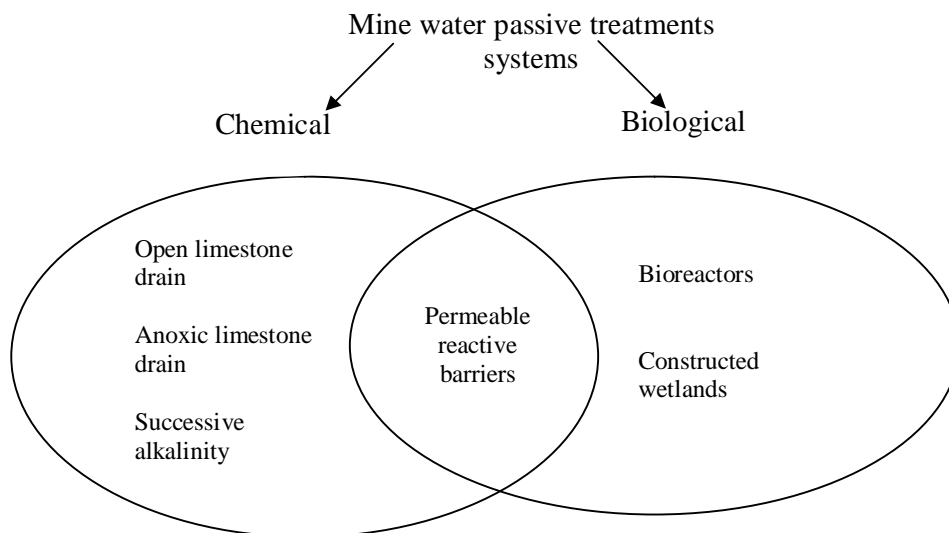 Mine water passive treatments
systems
Chemical
Biological
Open limestone
drain
Anoxic limestone
drain
Successive
alkalinity
Permeable
reactive
barriers
Bioreactors
Constructed
wetlands